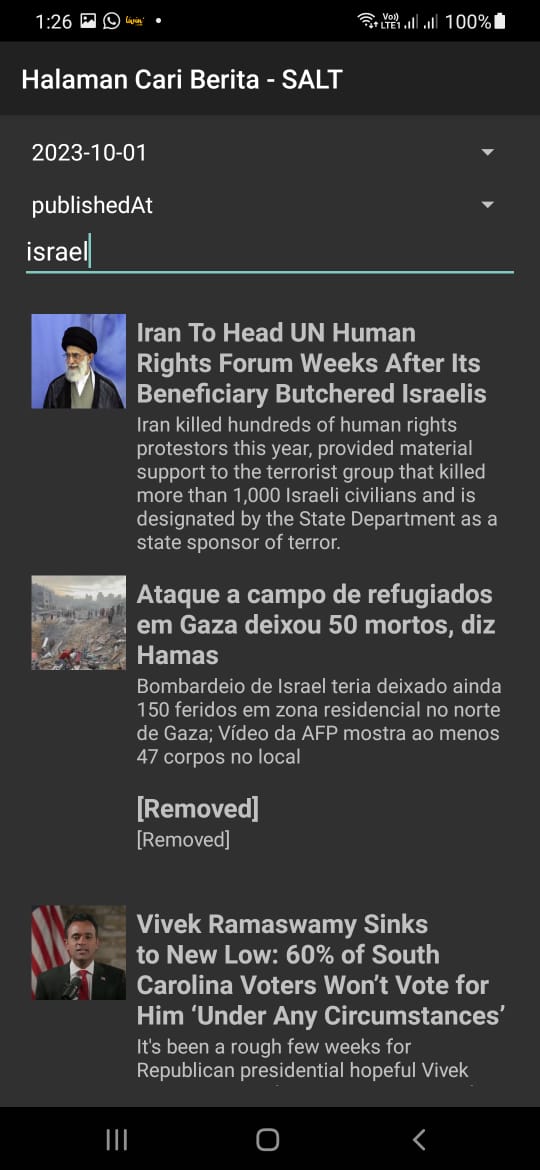 1:26 livin' Vo)) LTE1 100%
Halaman Cari Berita - SALT
2023-10-01
publishedAt
israel
Iran To Head UN Human
Rights Forum Weeks After Its
Beneficiary Butchered Israelis
Iran killed hundreds of human rights
protestors this year, provided material
support to the terrorist group that killed
more than 1,000 Israeli civilians and is
designated by the State Department as a
state sponsor of terror.
Ataque a campo de refugiados
em Gaza deixou 50 mortos, diz
Hamas
Bombardeio de Israel teria deixado ainda
150 feridos em zona residencial no norte
de Gaza; Vídeo da AFP mostra ao menos
47 corpos no local
[Removed]
[Removed]
Vivek Ramaswamy Sinks
to New Low: 60% of South
Carolina Voters Won’t Vote for
Him ‘Under Any Circumstances’
It's been a rough few weeks for
Republican presidential hopeful Vivek